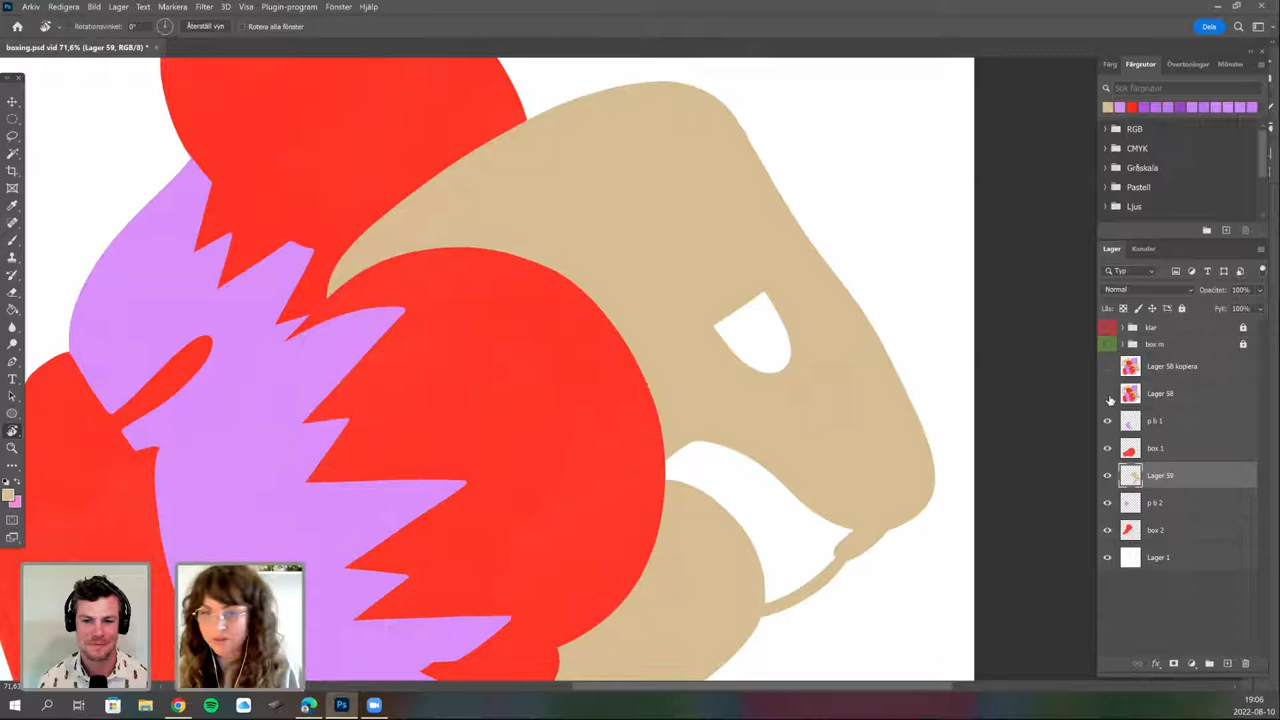 Arkiv Redigera Bild Lager Text Markera Filter 3D Visa Plugin-program Fönster Hjälp
Rotationsvinkel: 0° Återställ vyn Rotera alla fönster Dela
boxing.psd vid 71,6% (Lager 59, RGB/8) *
Färg Färgrutor Övertoningar Mönster
Sök färgrutor
RGB
CMYK
Gråskala
Pastell
Ljus
Lager Kanaler
Typ
Normal Opacitet: 100%
Lås: Fyll: 100%
klar
box m
Lager 58 kopiera
Lager 58
p b 1
box 1
Lager 59
p b 2
box 2
Lager 1
19:06
2022-08-10